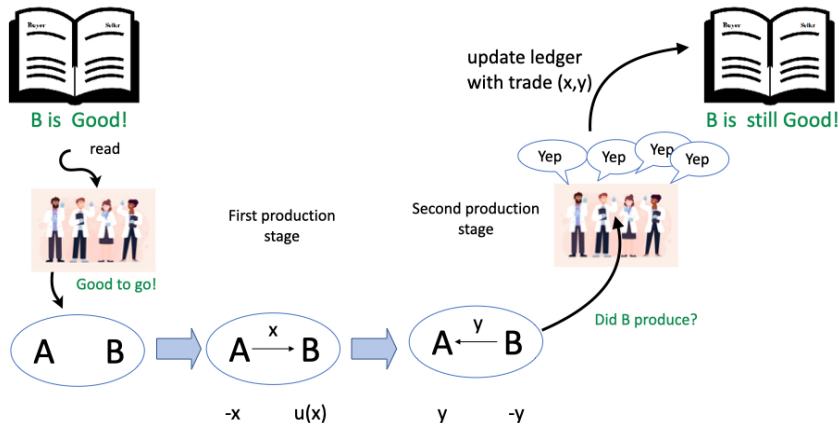 Buyer Seller
B is Good!
read
Good to go!
A B
First production
stage
A x B
-x u(x)
Second production
stage
A y B
y -y
Did B produce?
Yep Yep Yep Yep
update ledger
with trade (x,y)
Buyer Seller
B is still Good!